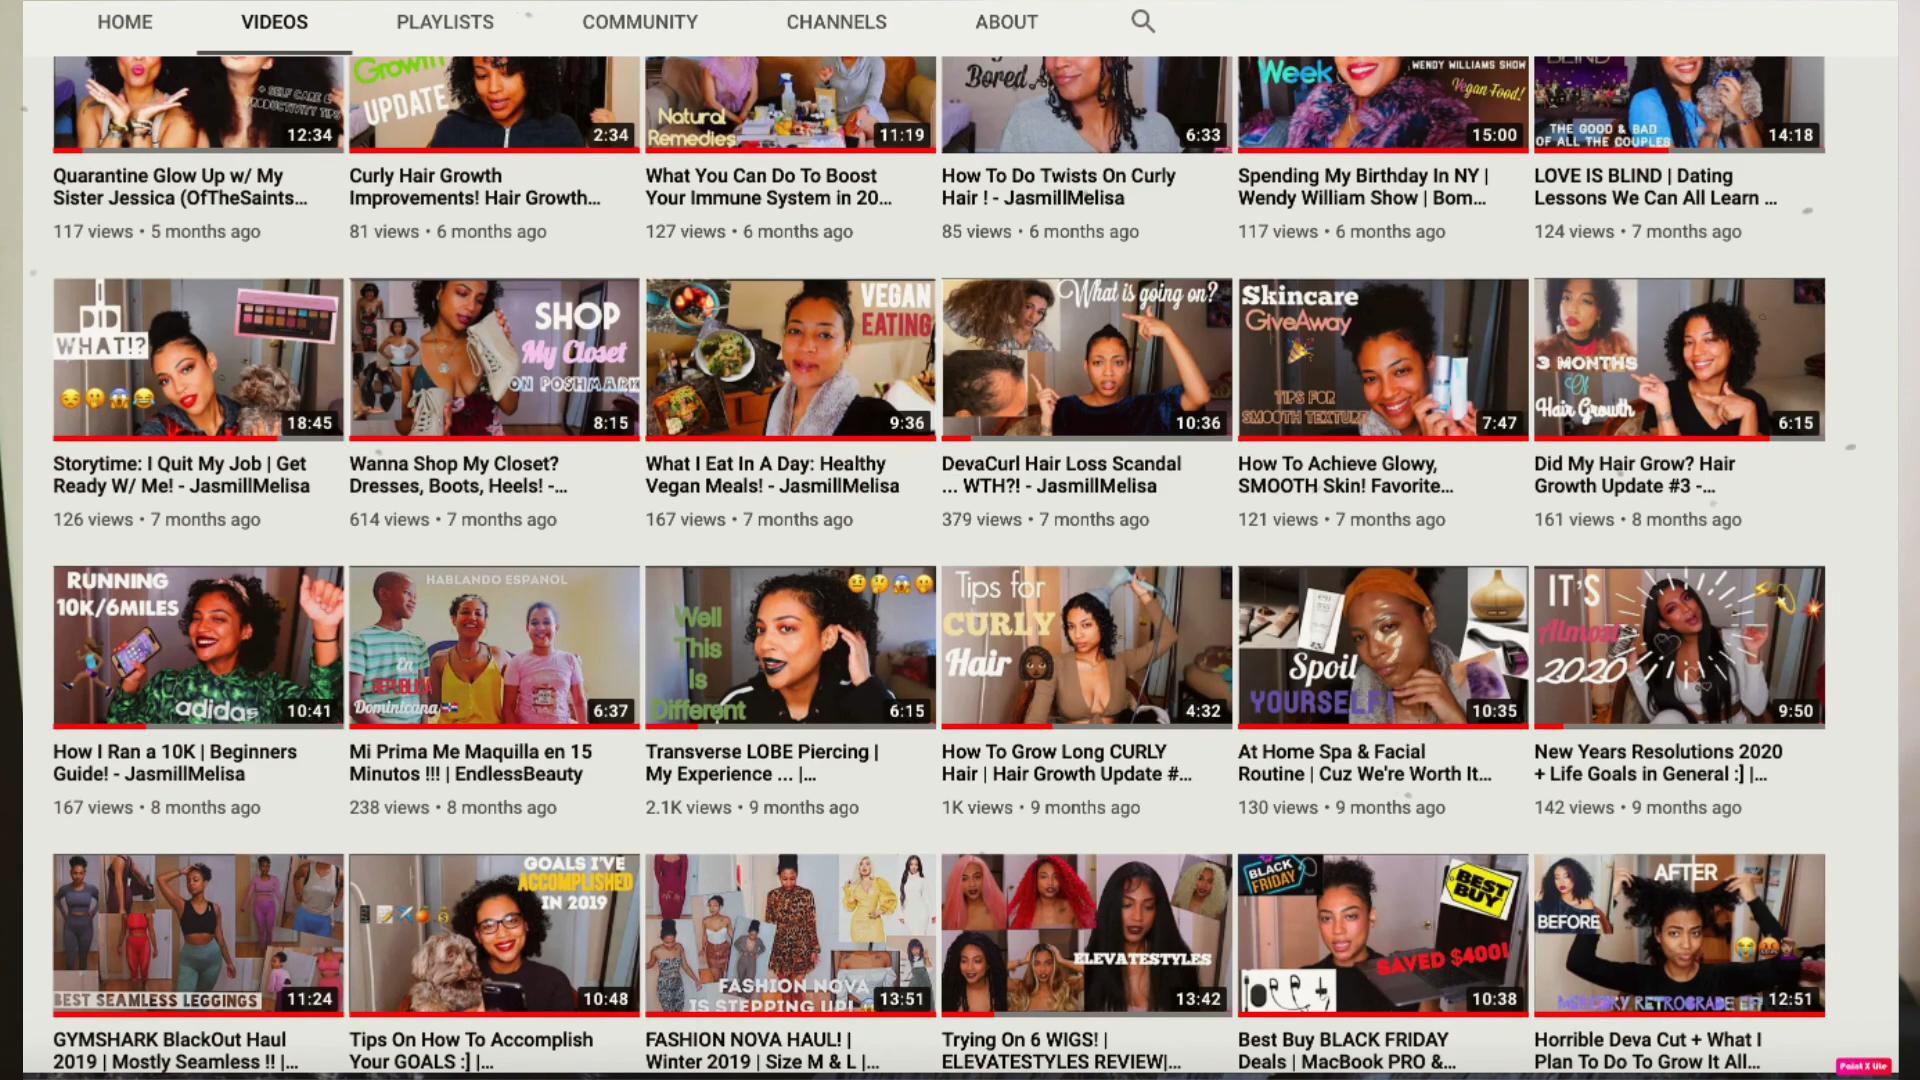 HOME VIDEOS PLAYLISTS COMMUNITY CHANNELS ABOUT
+ SELF CARE &
PRODUCTIVITY TIPS
12:34
Growth
UPDATE
2:34
Natural
Remedies
11:19
Bored
6:33
Week
WENDY WILLIAMS SHOW
Vegan Food!
15:00
BLIND
THE GOOD & BAD
OF ALL THE COUPLES
14:18
Quarantine Glow Up w/ My
Sister Jessica (OfTheSaints...
117 views • 5 months ago
Curly Hair Growth
Improvements! Hair Growth...
81 views • 6 months ago
What You Can Do To Boost
Your Immune System in 20...
127 views • 6 months ago
How To Do Twists On Curly
Hair ! - JasmillMelisa
85 views • 6 months ago
Spending My Birthday In NY |
Wendy William Show | Bom...
117 views • 6 months ago
LOVE IS BLIND | Dating
Lessons We Can All Learn ...
124 views • 7 months ago
I
DID
WHAT!?
18:45
SHOP
My Closet
ON POSHMARK
8:15
VEGAN
EATING
9:36
What is going on?
10:36
Skincare
GiveAway
TIPS FOR
SMOOTH TEXTURE
7:47
3 MONTHS
Of
Hair Growth
6:15
Storytime: I Quit My Job | Get
Ready W/ Me! - JasmillMelisa
126 views • 7 months ago
Wanna Shop My Closet?
Dresses, Boots, Heels! -...
614 views • 7 months ago
What I Eat In A Day: Healthy
Vegan Meals! - JasmillMelisa
167 views • 7 months ago
DevaCurl Hair Loss Scandal
... WTH?! - JasmillMelisa
379 views • 7 months ago
How To Achieve Glowy,
SMOOTH Skin! Favorite...
121 views • 7 months ago
Did My Hair Grow? Hair
Growth Update #3 -...
161 views • 8 months ago
RUNNING
10K/6MILES
adidas
10:41
HABLANDO ESPANOL
En
REPUBLICA
Dominicana
6:37
Well
This
Is
Different
6:15
Tips for
CURLY
Hair
4:32
Spoil
YOURSELF!
10:35
IT'S
Almost
2020
9:50
How I Ran a 10K | Beginners
Guide! - JasmillMelisa
167 views • 8 months ago
Mi Prima Me Maquilla en 15
Minutos !!! | EndlessBeauty
238 views • 8 months ago
Transverse LOBE Piercing |
My Experience ... |...
2.1K views • 9 months ago
How To Grow Long CURLY
Hair | Hair Growth Update #...
1K views • 9 months ago
At Home Spa & Facial
Routine | Cuz We're Worth It...
130 views • 9 months ago
New Years Resolutions 2020
+ Life Goals in General :] |...
142 views • 9 months ago
BEST SEAMLESS LEGGINGS
11:24
GOALS I'VE
ACCOMPLISHED
IN 2019
10:48
FASHION NOVA
IS STEPPING UP!
13:51
ELEVATESTYLES
13:42
BLACK
FRIDAY
BEST
BUY
SAVED $400!
10:38
AFTER
BEFORE
MERCURY RETROGRADE EFF
12:51
GYMSHARK BlackOut Haul
2019 | Mostly Seamless !! |...
Tips On How To Accomplish
Your GOALS :] |...
FASHION NOVA HAUL! |
Winter 2019 | Size M & L |...
Trying On 6 WIGS! |
ELEVATESTYLES REVIEW|...
Best Buy BLACK FRIDAY
Deals | MacBook PRO &...
Horrible Deva Cut + What I
Plan To Do To Grow It All...
Paint X Lite